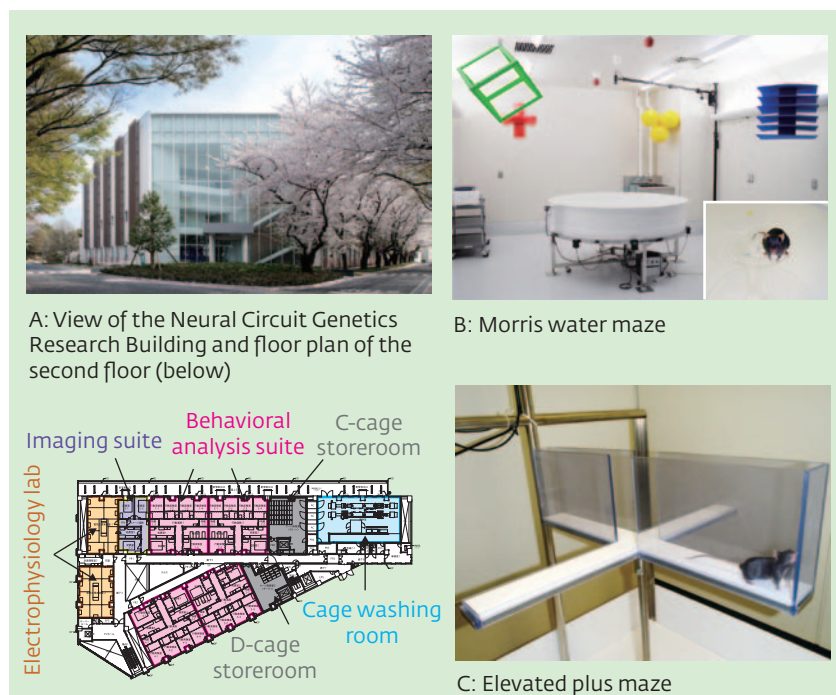 A: View of the Neural Circuit Genetics
Research Building and floor plan of the
second floor (below)
B: Morris water maze
Imaging suite
Behavioral
analysis suite
C-cage
storeroom
Electrophysiology lab
Cage washing
room
D-cage
storeroom
C: Elevated plus maze